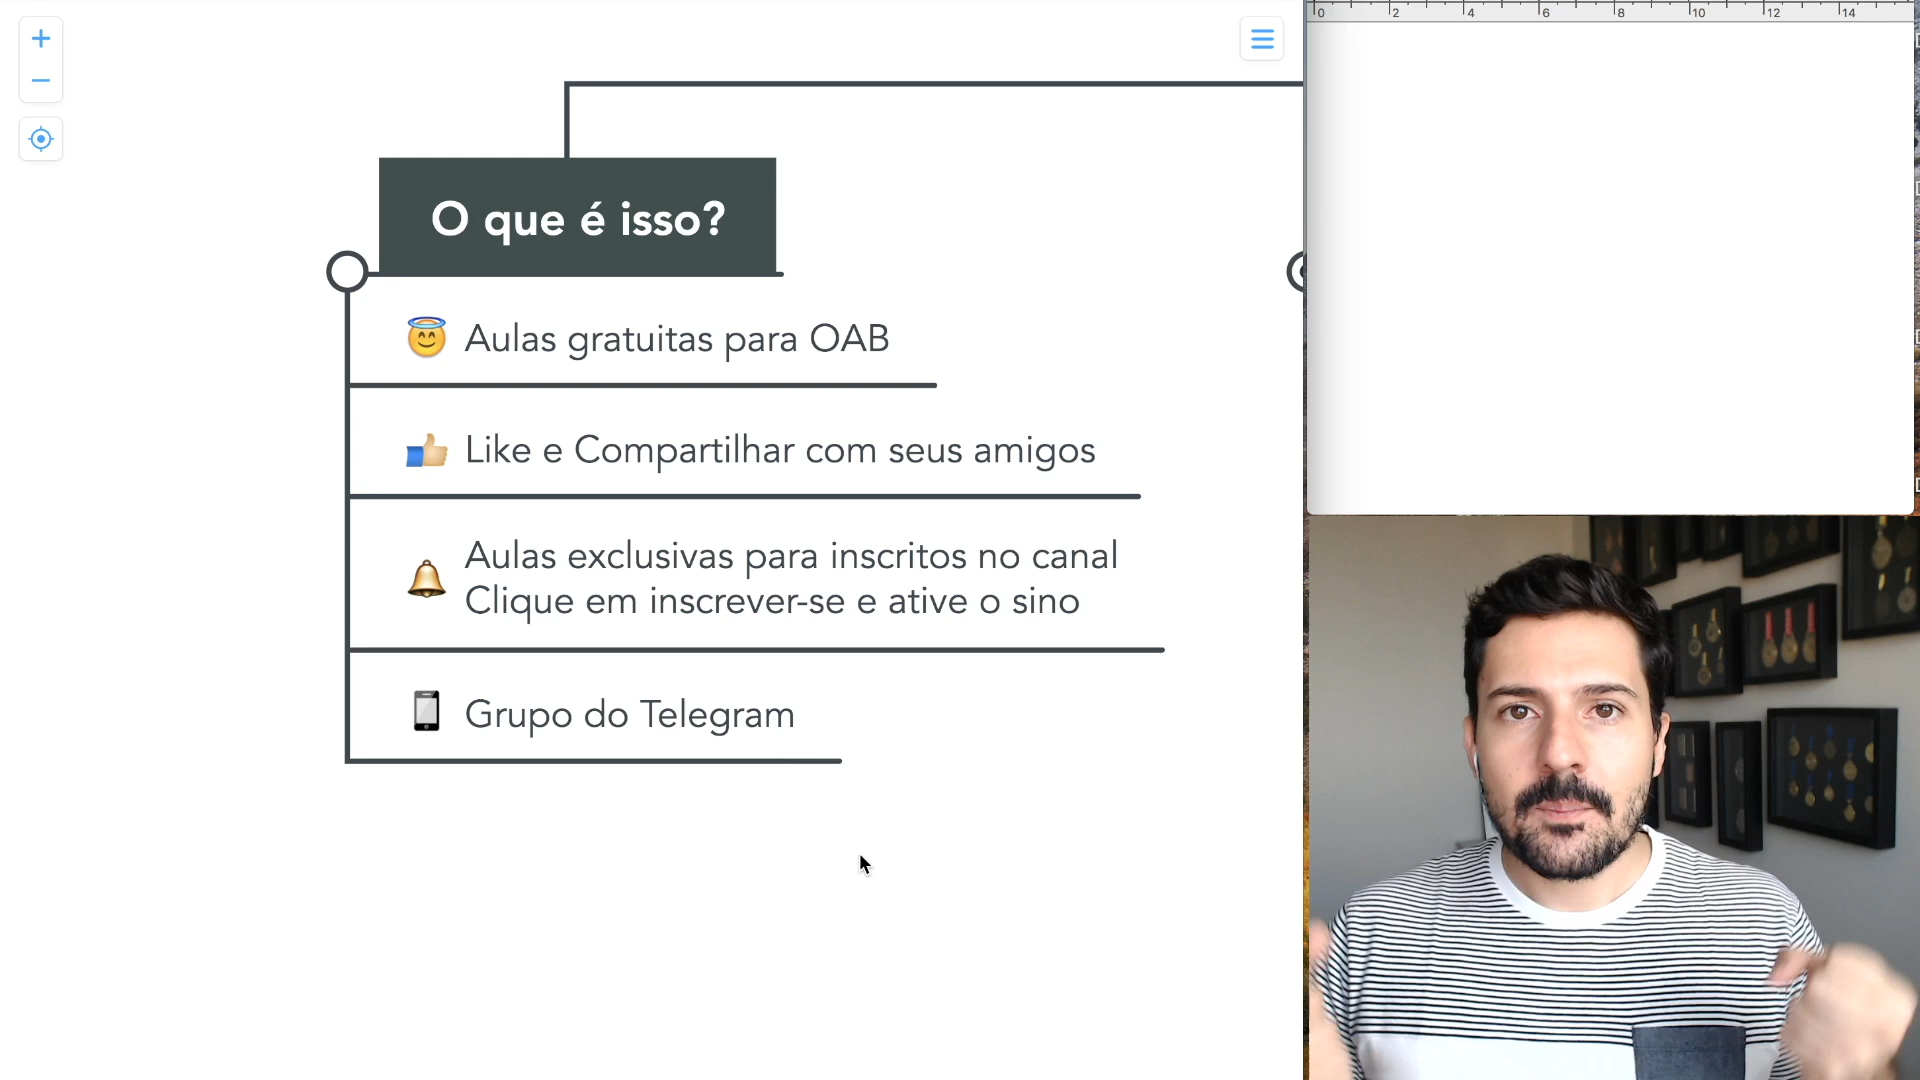 O que é isso?
Aulas gratuitas para OAB
Like e Compartilhar com seus amigos
Aulas exclusivas para inscritos no canal
Clique em inscrever-se e ative o sino
Grupo do Telegram
0 2 4 6 8 10 12 14